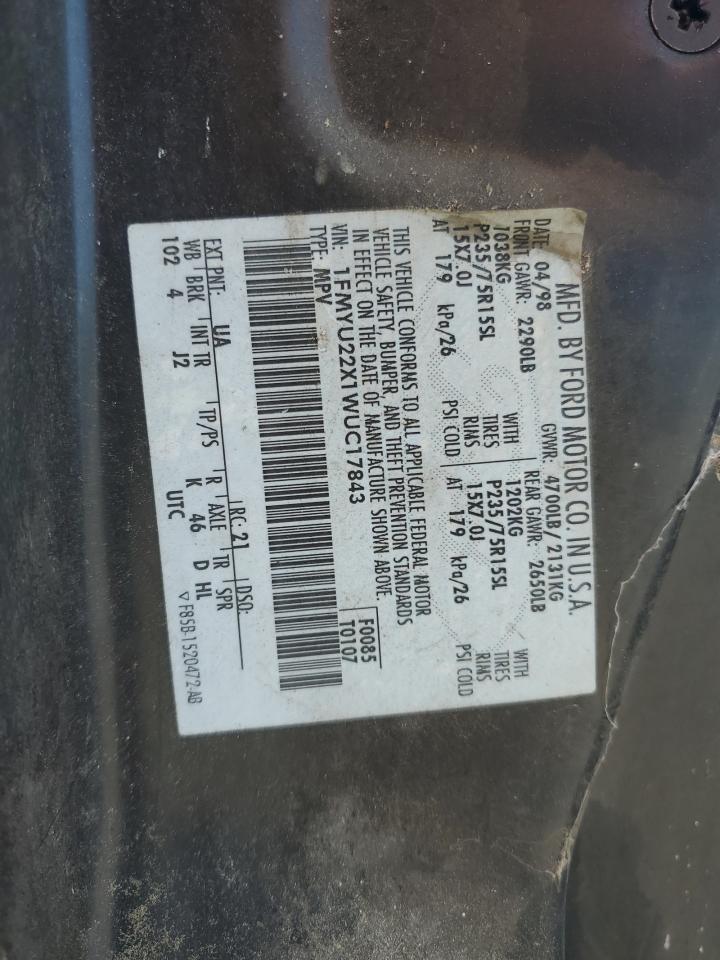 MFD. BY FORD MOTOR CO. IN U.S.A.
DATE: 04/98 GVWR: 4700LB/2131KG
FRONT GAWR: 2290LB REAR GAWR: 2650LB
1038KG WITH 1202KG WITH
P235/75R15SL TIRES P235/75R15SL TIRES
15X7.0J RIMS 15X7.0J RIMS
AT 179 kPa/26 PSI COLD AT 179 kPa/26 PSI COLD
THIS VEHICLE CONFORMS TO ALL APPLICABLE FEDERAL MOTOR
VEHICLE SAFETY, BUMPER, AND THEFT PREVENTION STANDARDS
IN EFFECT ON THE DATE OF MANUFACTURE SHOWN ABOVE.
VIN: 1FMYU22X1WUC17843 F0085
TYPE: MPV T0107
EXT PNT: UA RC: 21 DSO:
WB BRK INT TR TP/PS R AXLE TR SPR
102 4 J2 K 46 D HL
UTC
▽ F85B-1520472-AB